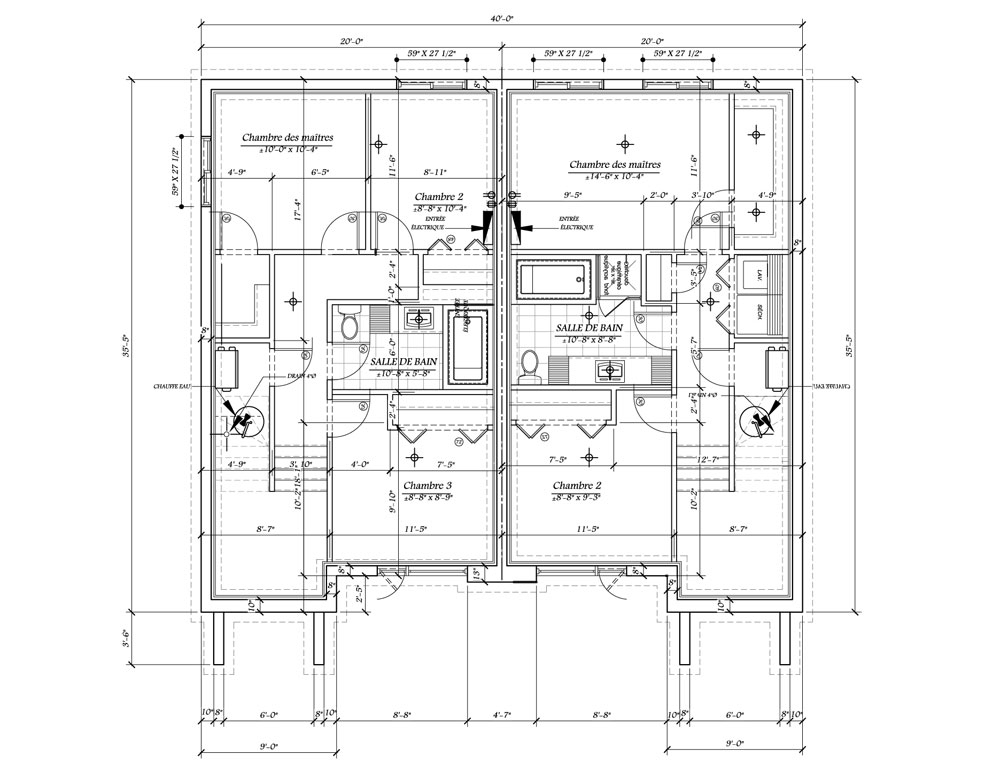 40'-0"
20'-0" 20'-0"
59" X 27 1/2" 59" X 27 1/2" 59" X 27 1/2"
8" 8"
59" X 27 1/2"
Chambre des maîtres
±10'-0" x 10'-4"
4'-9" 6'-5" 8'-11"
11'-6"
17'-4"
Chambre 2
±8'-8" x 10'-4"
ENTRÉE
ÉLECTRIQUE
Chambre des maîtres
±14'-6" x 10'-4"
11'-6"
9'-5" 2'-0" 3'-10" 4'-9"
ENTRÉE
ÉLECTRIQUE
8"
2'-4"
1'-0"
3'-5"
LAV.
SÉCH.
35'-5"
35'-5"
8"
6'-0"
SALLE DE BAIN
±10'-8" x 5'-8"
SALLE DE BAIN
±10'-8" x 8'-8"
5'-7"
CHAUFFE EAU
DRAIN 4"Ø
2'-4"
2'-4"
4'-9" 3'-10" 4'-0" 7'-5"
7'-5" 12'-7"
10'-2"
18'-1"
9'-10"
Chambre 3
±8'-8" x 8'-9"
Chambre 2
±8'-8" x 9'-3"
10'-2"
8'-7" 11'-5" 11'-5" 8'-7"
8" 13" 8"
8" 8"
2'-5"
10" 10"
3'-6"
10" 8" 6'-0" 8" 10" 8'-8" 4'-7" 8'-8" 10" 8" 6'-0" 8" 10"
9'-0" 9'-0"